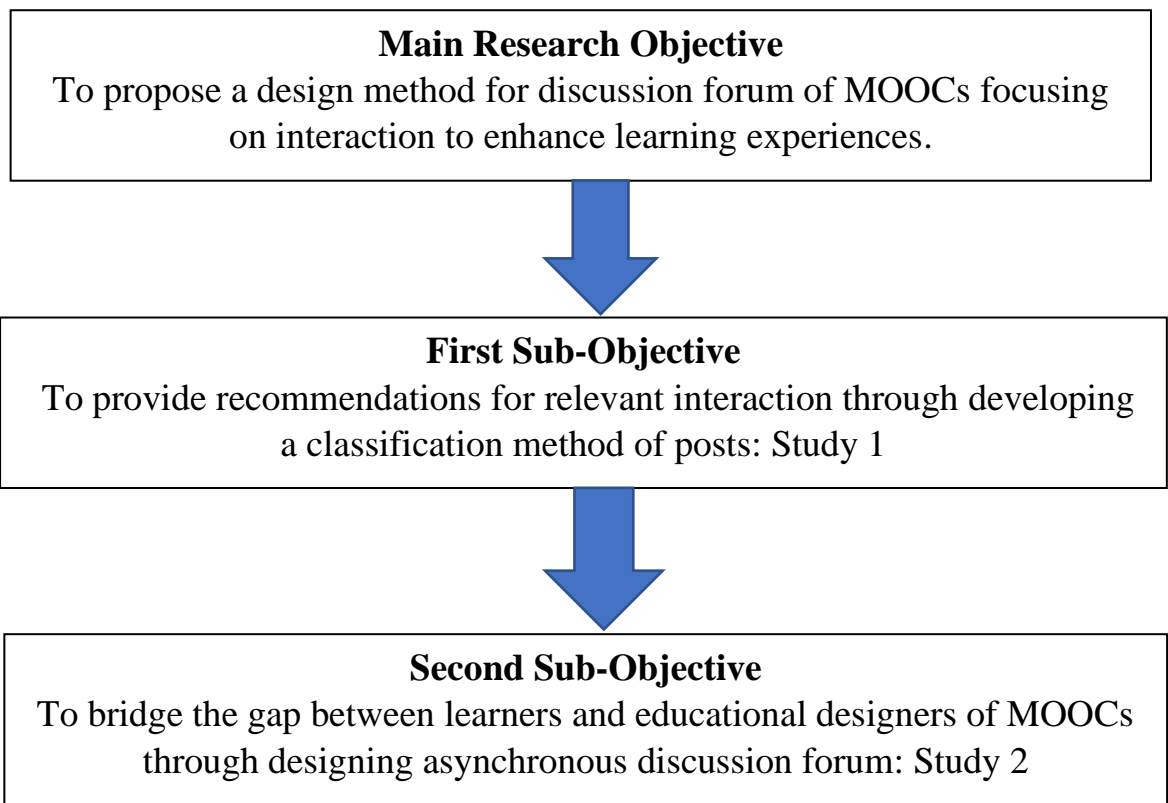 Main Research Objective
To propose a design method for discussion forum of MOOCs focusing
on interaction to enhance learning experiences.
First Sub-Objective
To provide recommendations for relevant interaction through developing
a classification method of posts: Study 1
Second Sub-Objective
To bridge the gap between learners and educational designers of MOOCs
through designing asynchronous discussion forum: Study 2